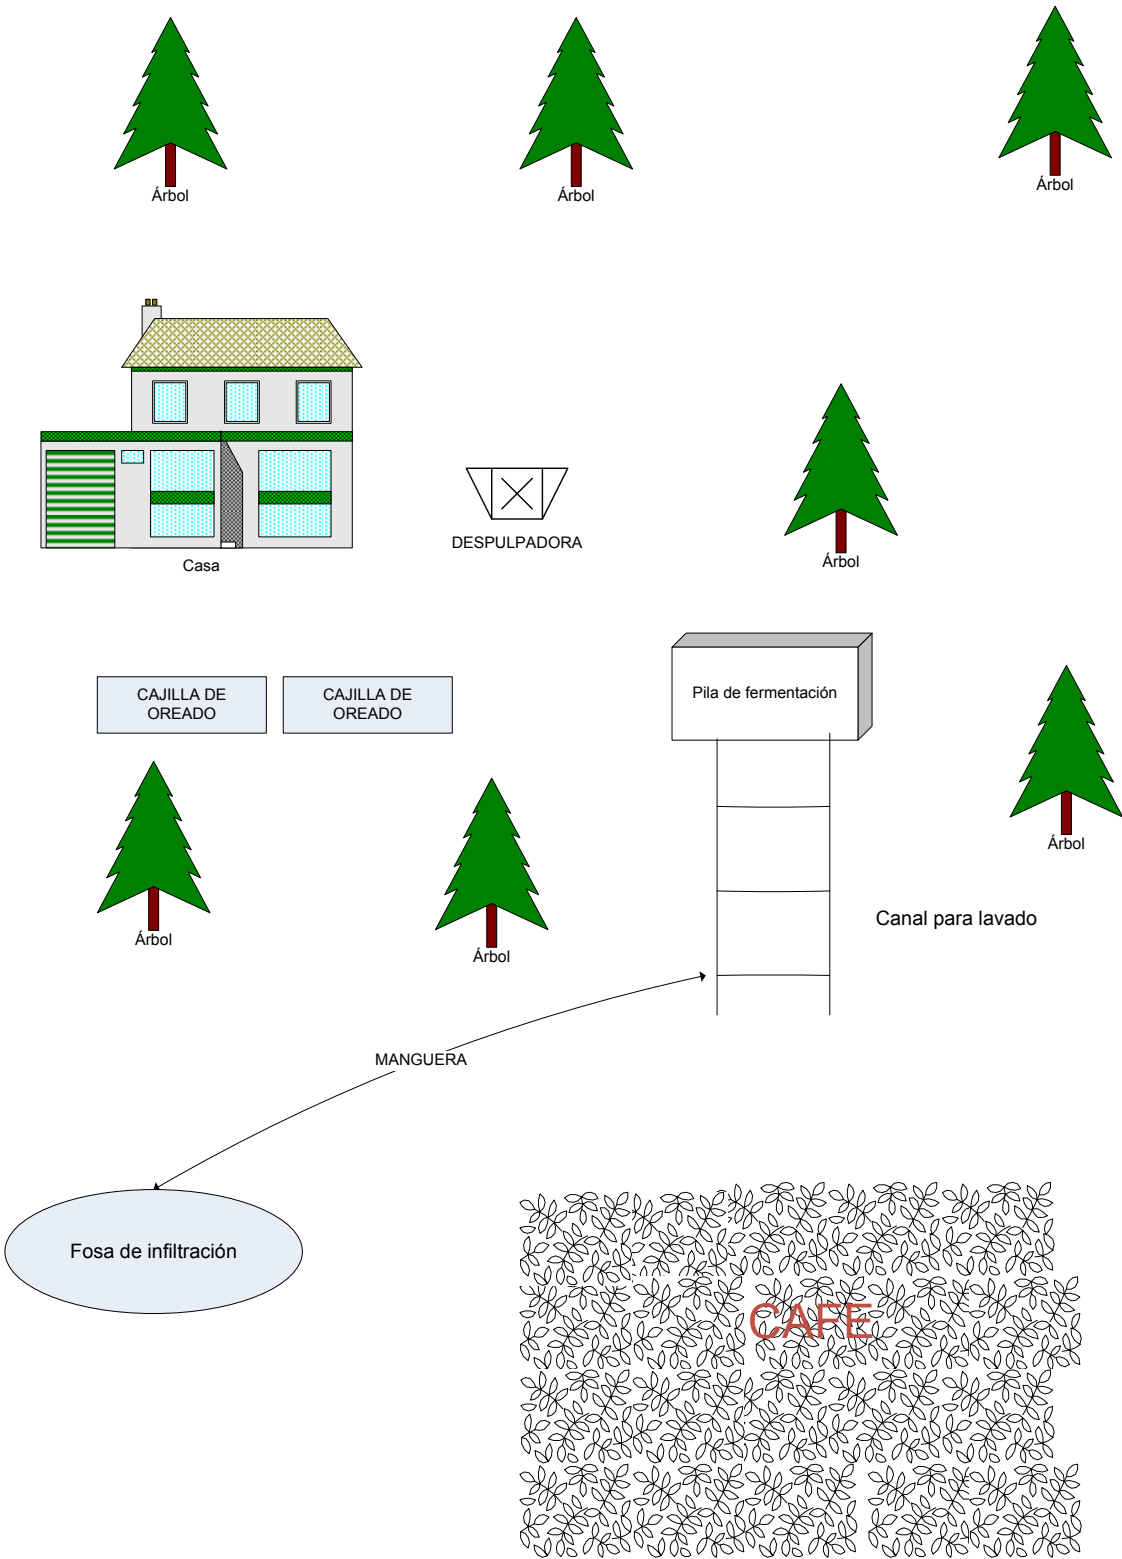 Árbol
Árbol
Árbol
Casa
DESPULPADORA
Árbol
CAJILLA DE
OREADO
CAJILLA DE
OREADO
Pila de fermentación
Árbol
Árbol
Árbol
Canal para lavado
MANGUERA
Fosa de infiltración
CAFE